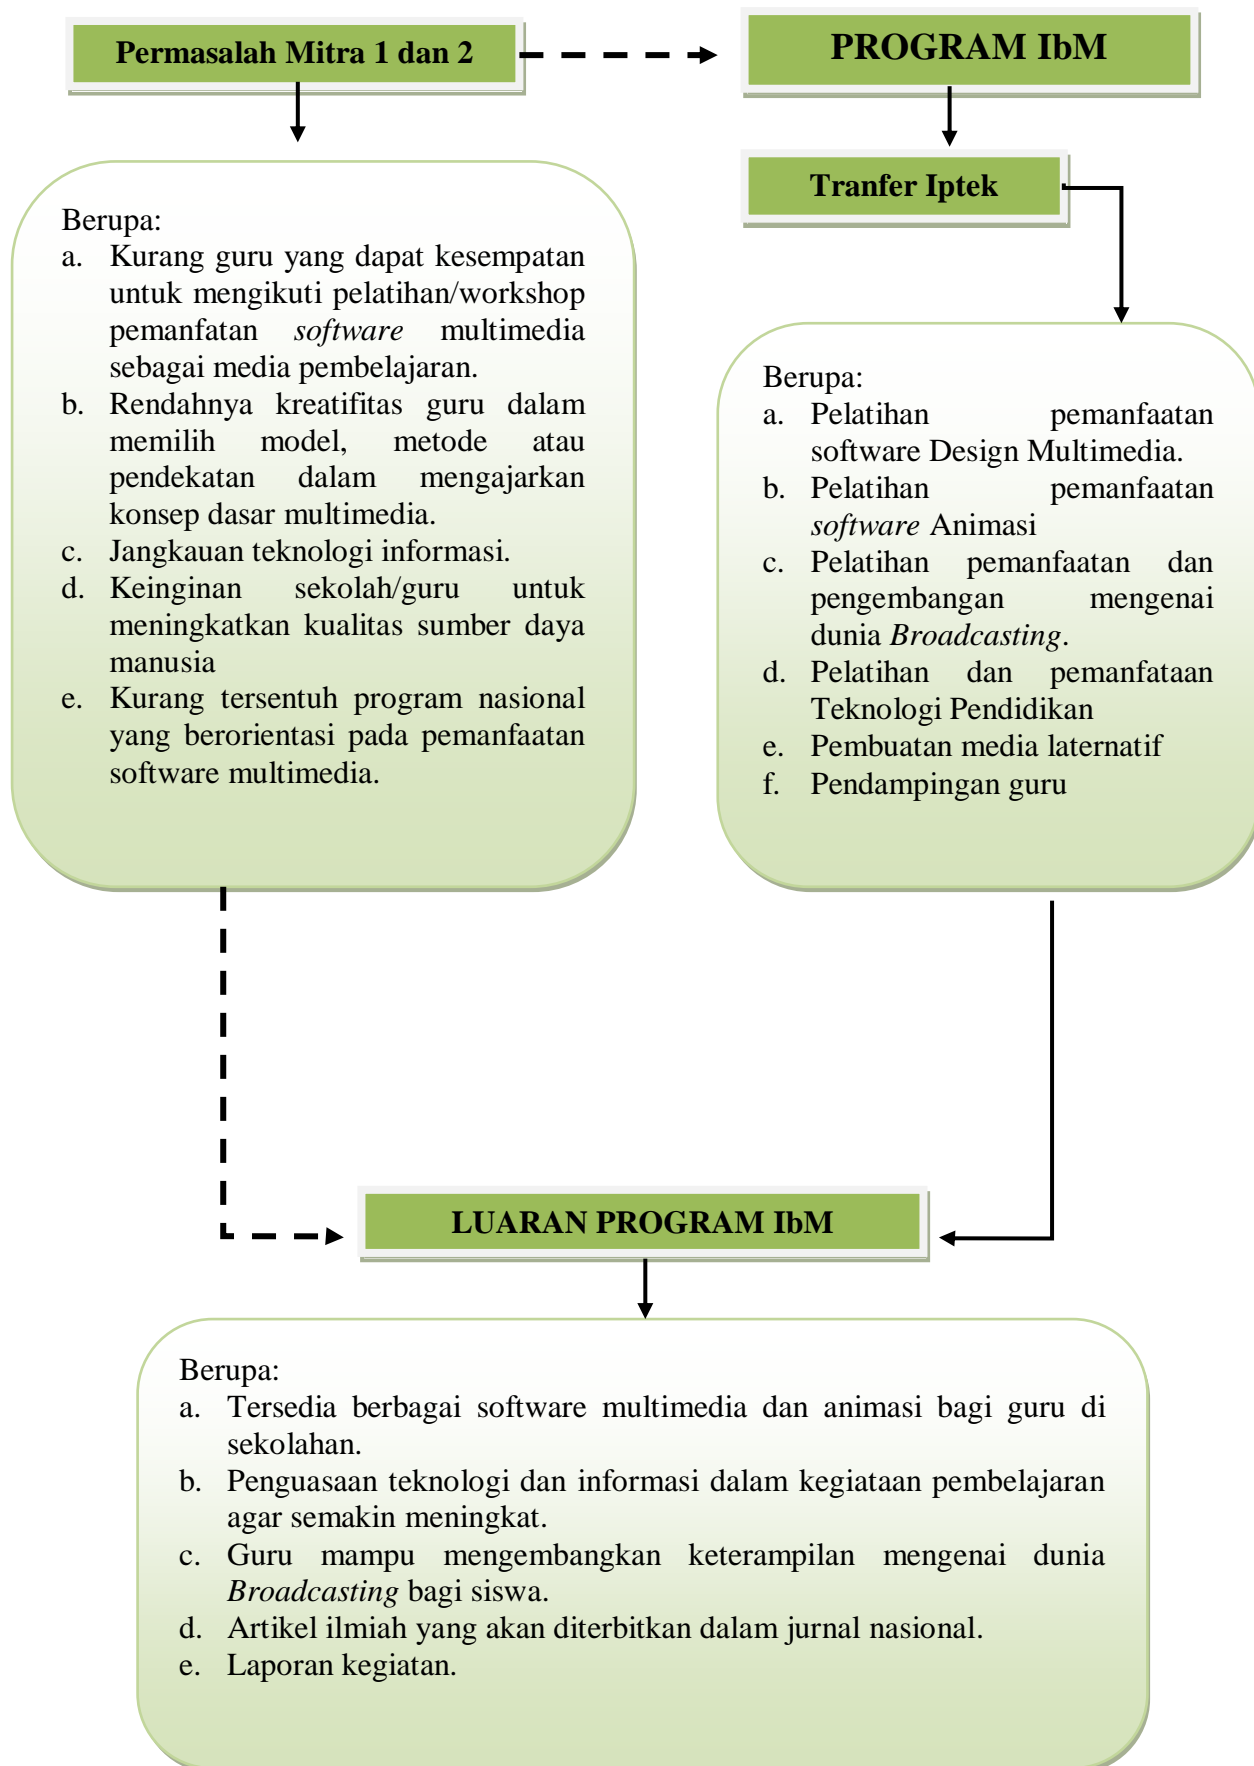 Permasalah Mitra 1 dan 2
PROGRAM IbM
Tranfer Iptek
Berupa:
a. Kurang guru yang dapat kesempatan
untuk mengikuti pelatihan/workshop
pemanfatan software multimedia
sebagai media pembelajaran.
b. Rendahnya kreatifitas guru dalam
memilih model, metode atau
pendekatan dalam mengajarkan
konsep dasar multimedia.
c. Jangkauan teknologi informasi.
d. Keinginan sekolah/guru untuk
meningkatkan kualitas sumber daya
manusia
e. Kurang tersentuh program nasional
yang berorientasi pada pemanfaatan
software multimedia.
Berupa:
a. Pelatihan pemanfaatan
software Design Multimedia.
b. Pelatihan pemanfaatan
software Animasi
c. Pelatihan pemanfaatan dan
pengembangan mengenai
dunia Broadcasting.
d. Pelatihan dan pemanfataan
Teknologi Pendidikan
e. Pembuatan media laternatif
f. Pendampingan guru
LUARAN PROGRAM IbM
Berupa:
a. Tersedia berbagai software multimedia dan animasi bagi guru di
sekolahan.
b. Penguasaan teknologi dan informasi dalam kegiataan pembelajaran
agar semakin meningkat.
c. Guru mampu mengembangkan keterampilan mengenai dunia
Broadcasting bagi siswa.
d. Artikel ilmiah yang akan diterbitkan dalam jurnal nasional.
e. Laporan kegiatan.